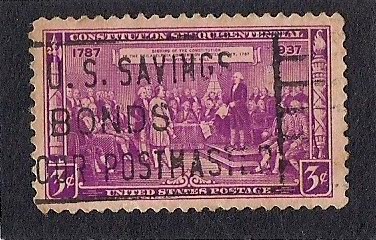 CONSTITUTION SESQUICENTENNIAL
1787 1937
SIGNING OF THE CONSTITUTION
U.S. SAVINGS
BONDS
POSTMASTER
3¢ 3¢
UNITED STATES POSTAGE